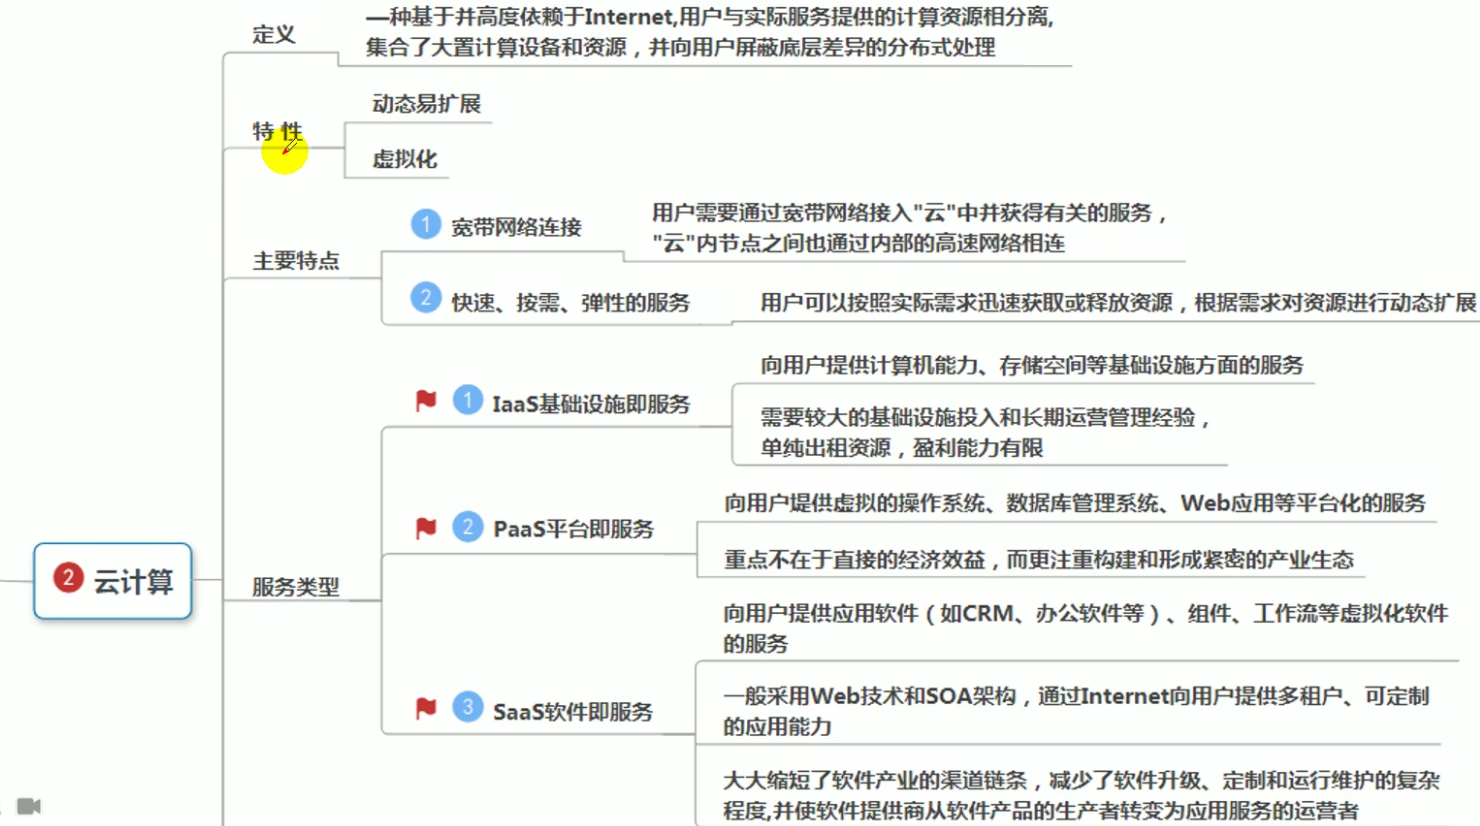 定义
一种基于并高度依赖于Internet,用户与实际服务提供的计算资源相分离,
集合了大置计算设备和资源，并向用户屏蔽底层差异的分布式处理
特 性
动态易扩展
虚拟化
主要特点
1 宽带网络连接
用户需要通过宽带网络接入"云"中并获得有关的服务，
"云"内节点之间也通过内部的高速网络相连
2 快速、按需、弹性的服务
用户可以按照实际需求迅速获取或释放资源，根据需求对资源进行动态扩展
2 云计算
服务类型
1 IaaS基础设施即服务
向用户提供计算机能力、存储空间等基础设施方面的服务
需要较大的基础设施投入和长期运营管理经验，
单纯出租资源，盈利能力有限
2 PaaS平台即服务
向用户定供虚拟的操作系统、数据库管理系统、Web应用等平台化的服务
重点不在于直接的经济效益，而更注重构建和形成紧密的产业生态
3 SaaS软件即服务
向用户提供应用软件（如CRM、办公软件等）、组件、工作流等虚拟化软件
的服务
一般采用Web技术和SOA架构，通过Internet向用户提供多租户、可定制
的应用能力
大大缩短了软件产业的渠道链条，减少了软件升级、定制和运行维护的复杂
程度,并使软件提供商从软件产品的生产者转变为应用服务的运营者